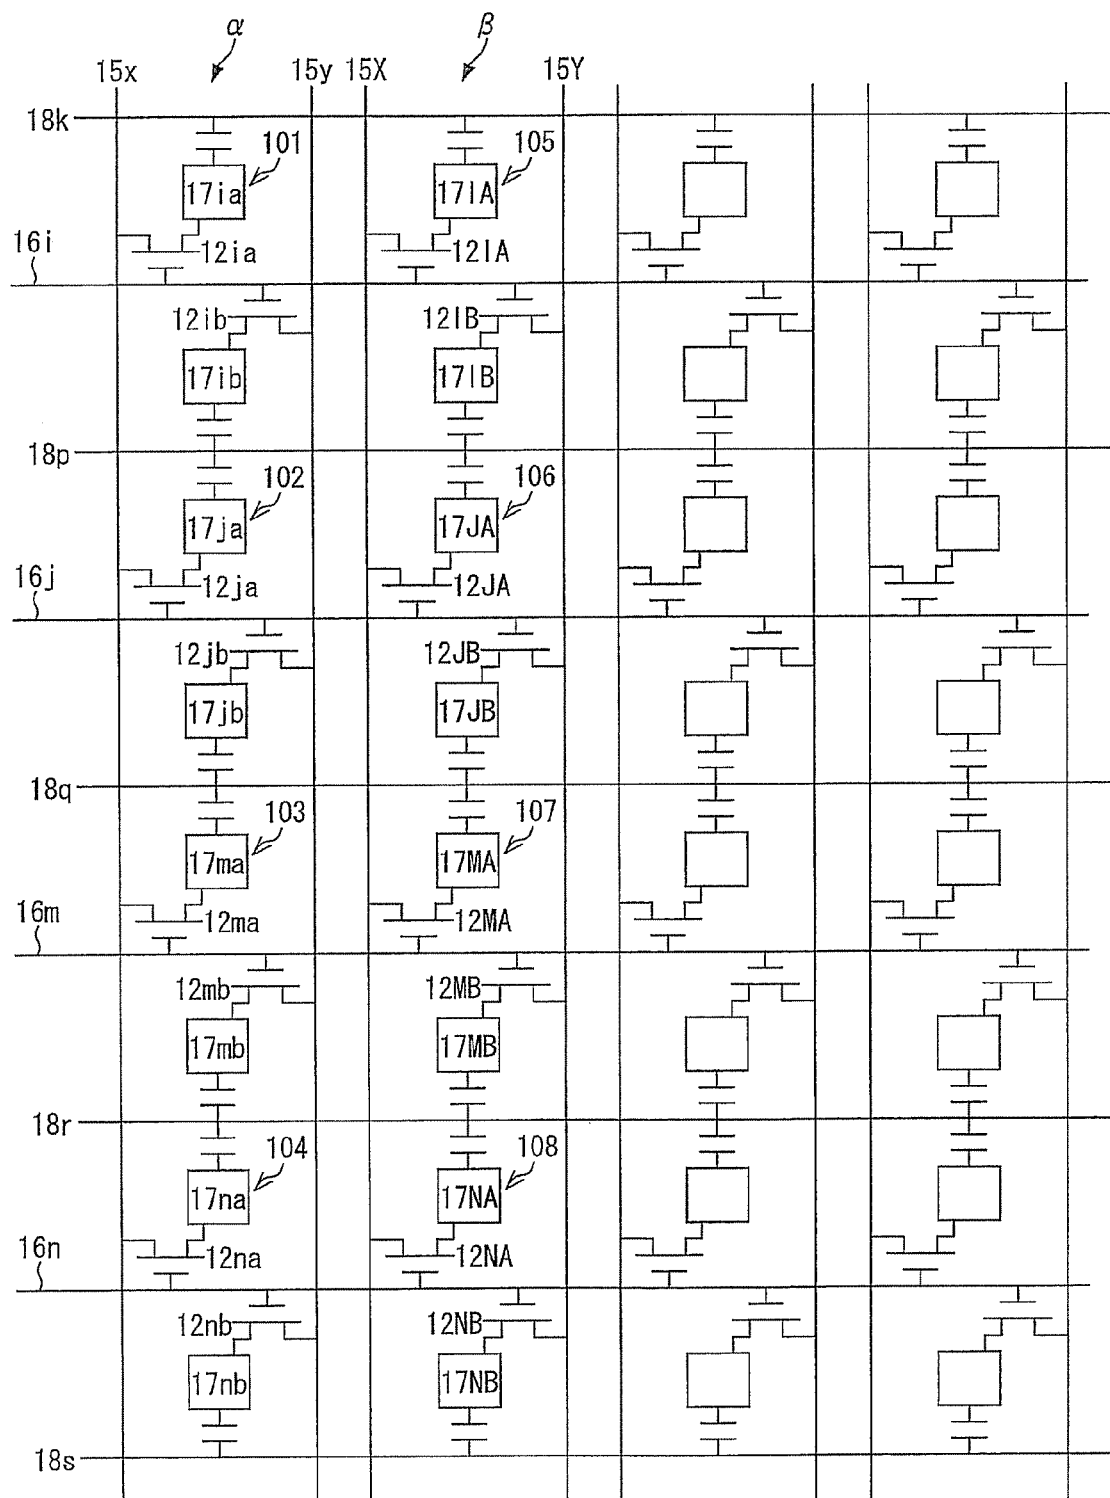 α β
15x 15y 15X 15Y
18k
101 105
17ia 17IA
16i 12ia 12IA
12ib 12IB
17ib 17IB
18p
102 106
17ja 17JA
16j 12ja 12JA
12jb 12JB
17jb 17JB
18q
103 107
17ma 17MA
16m 12ma 12MA
12mb 12MB
17mb 17MB
18r
104 108
17na 17NA
16n 12na 12NA
12nb 12NB
17nb 17NB
18s